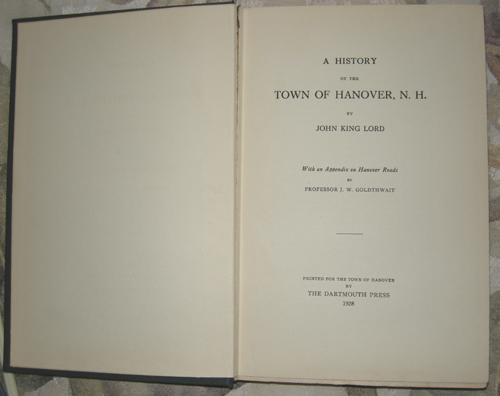 A HISTORY
OF THE
TOWN OF HANOVER, N. H.
BY
JOHN KING LORD
With an Appendix on Hanover Roads
BY
PROFESSOR J. W. GOLDTHWAIT
PRINTED FOR THE TOWN OF HANOVER
BY
THE DARTMOUTH PRESS
1928